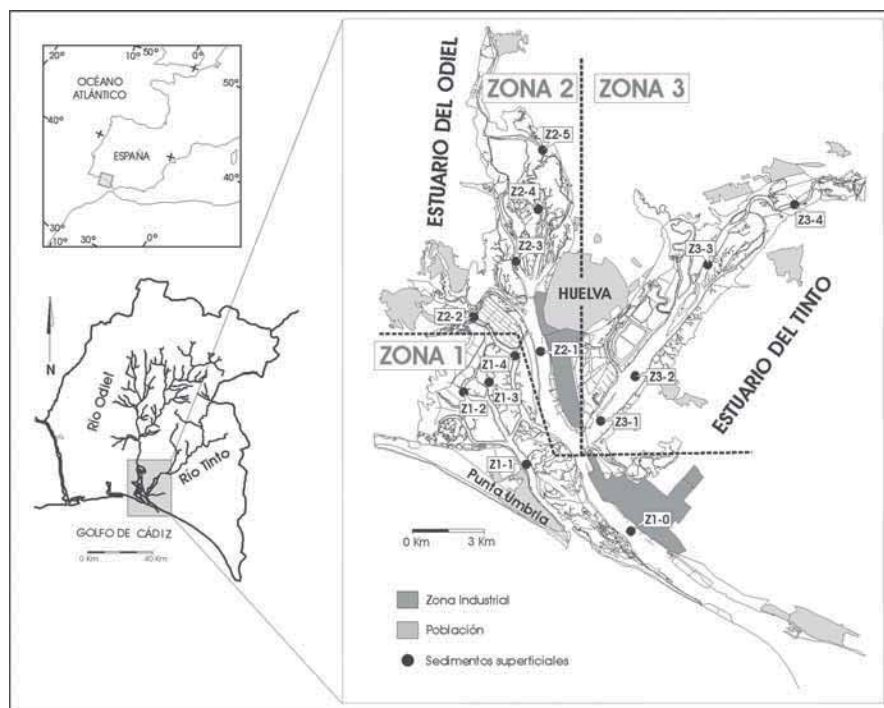 20°
10°
50°
0°
50°
OCÉANO
ATLÁNTICO
40°
ESPAÑA
40°
30°
10°
30°
0°
30°
N
Río Odiel
Río Tinto
GOLFO DE CÁDIZ
0 Km
40 Km
ESTUARIO DEL ODIEL
ZONA 2
ZONA 3
Z2-5
Z2-4
Z3-4
Z2-3
Z3-3
HUELVA
Z2-2
ZONA 1
Z2-1
Z1-4
ESTUARIO DEL TINTO
Z3-2
Z1-3
Z1-2
Z3-1
Z1-1
Punta Umbría
Z1-0
0 Km
3 Km
Zona Industrial
Población
Sedimentos superficiales